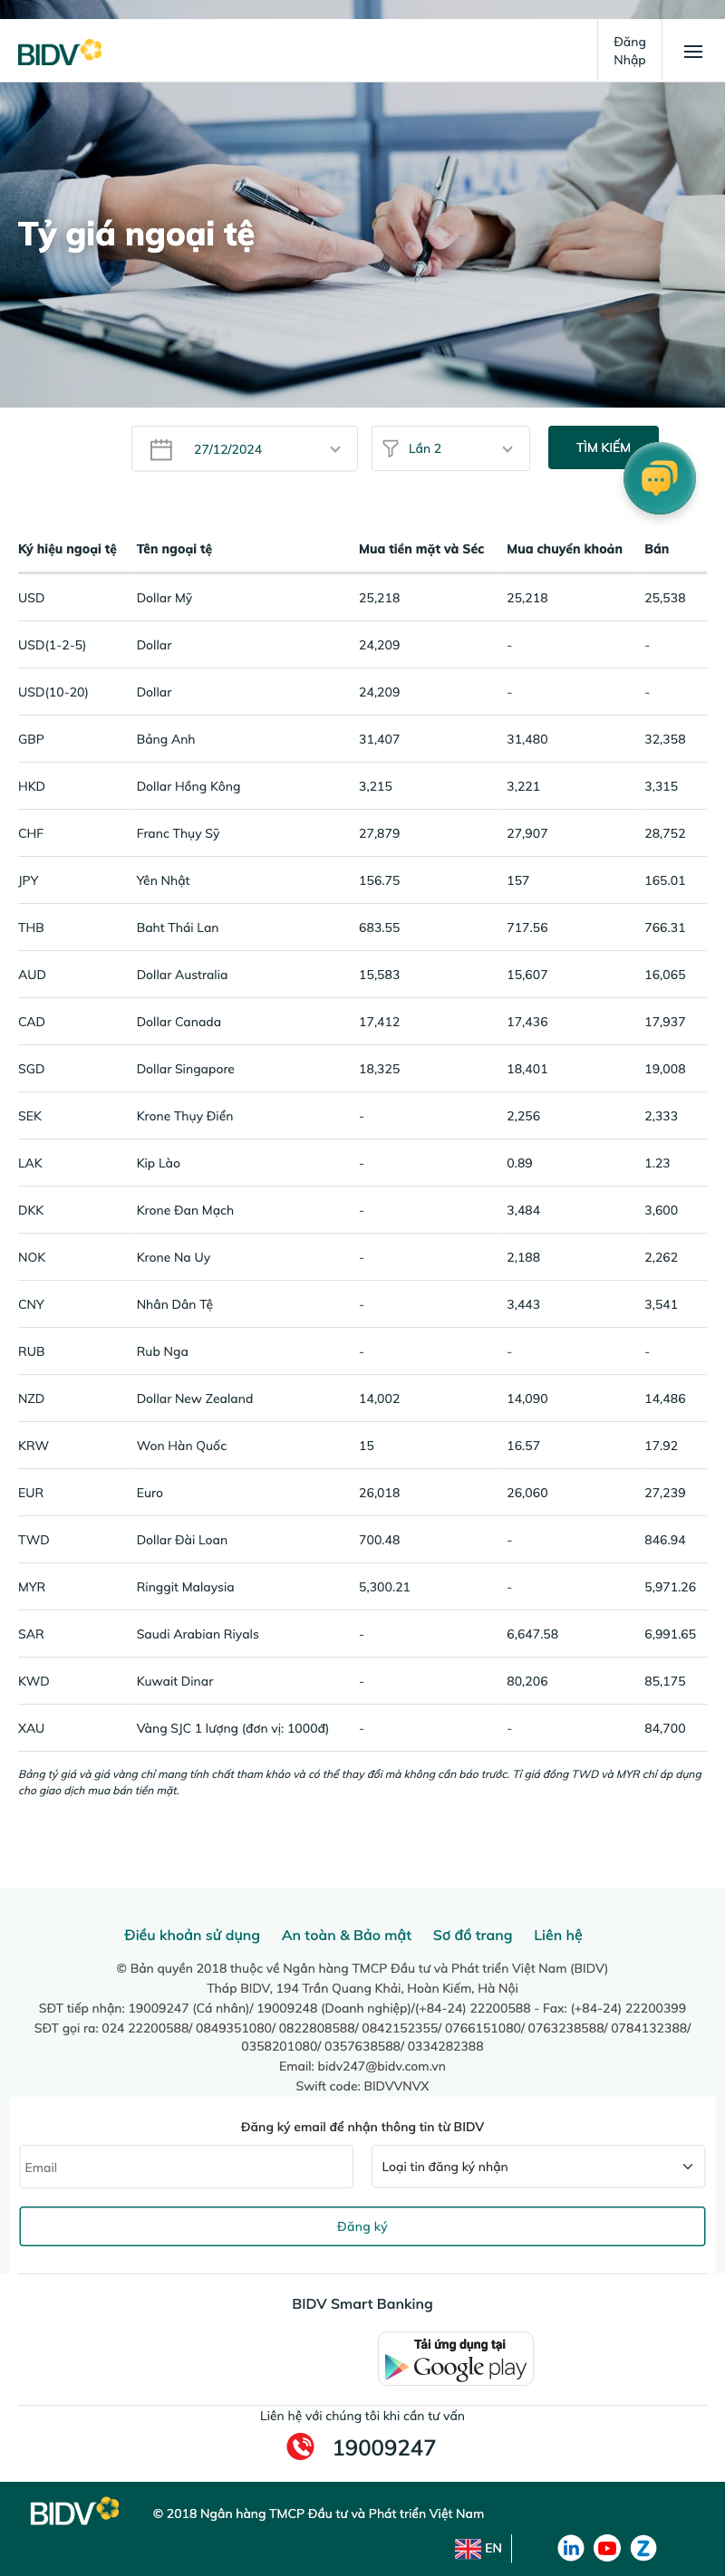 BIDV
Đăng
Nhập
Tỷ giá ngoại tệ
27/12/2024 Lần 2 TÌM KIẾM
Ký hiệu ngoại tệ Tên ngoại tệ Mua tiền mặt và Séc Mua chuyển khoản Bán
USD Dollar Mỹ 25,218 25,218 25,538
USD(1-2-5) Dollar 24,209 - -
USD(10-20) Dollar 24,209 - -
GBP Bảng Anh 31,407 31,480 32,358
HKD Dollar Hồng Kông 3,215 3,221 3,315
CHF Franc Thụy Sỹ 27,879 27,907 28,752
JPY Yên Nhật 156.75 157 165.01
THB Baht Thái Lan 683.55 717.56 766.31
AUD Dollar Australia 15,583 15,607 16,065
CAD Dollar Canada 17,412 17,436 17,937
SGD Dollar Singapore 18,325 18,401 19,008
SEK Krone Thụy Điển - 2,256 2,333
LAK Kip Lào - 0.89 1.23
DKK Krone Đan Mạch - 3,484 3,600
NOK Krone Na Uy - 2,188 2,262
CNY Nhân Dân Tệ - 3,443 3,541
RUB Rub Nga - - -
NZD Dollar New Zealand 14,002 14,090 14,486
KRW Won Hàn Quốc 15 16.57 17.92
EUR Euro 26,018 26,060 27,239
TWD Dollar Đài Loan 700.48 - 846.94
MYR Ringgit Malaysia 5,300.21 - 5,971.26
SAR Saudi Arabian Riyals - 6,647.58 6,991.65
KWD Kuwait Dinar - 80,206 85,175
XAU Vàng SJC 1 lượng (đơn vị: 1000đ) - - 84,700
Bảng tỷ giá và giá vàng chỉ mang tính chất tham khảo và có thể thay đổi mà không cần báo trước. Tỉ giá đồng TWD và MYR chỉ áp dụng
cho giao dịch mua bán tiền mặt.
Điều khoản sử dụng An toàn & Bảo mật Sơ đồ trang Liên hệ
© Bản quyền 2018 thuộc về Ngân hàng TMCP Đầu tư và Phát triển Việt Nam (BIDV)
Tháp BIDV, 194 Trần Quang Khải, Hoàn Kiếm, Hà Nội
SĐT tiếp nhận: 19009247 (Cá nhân)/ 19009248 (Doanh nghiệp)/(+84-24) 22200588 - Fax: (+84-24) 22200399
SĐT gọi ra: 024 22200588/ 0849351080/ 0822808588/ 0842152355/ 0766151080/ 0763238588/ 0784132388/
0358201080/ 0357638588/ 0334282388
Email: bidv247@bidv.com.vn
Swift code: BIDVVNVX
Đăng ký email để nhận thông tin từ BIDV
Email Loại tin đăng ký nhận
Đăng ký
BIDV Smart Banking
Tải ứng dụng tại
Google play
Liên hệ với chúng tôi khi cần tư vấn
19009247
BIDV © 2018 Ngân hàng TMCP Đầu tư và Phát triển Việt Nam
EN in Z